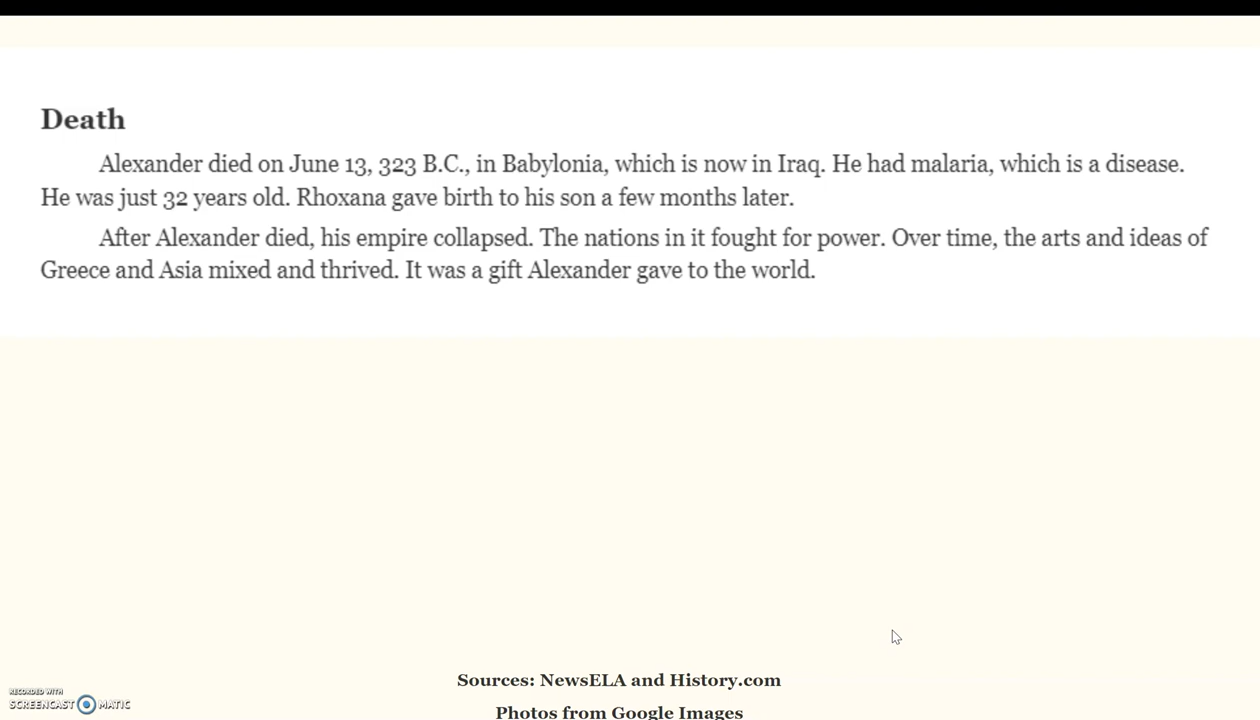 Death
Alexander died on June 13, 323 B.C., in Babylonia, which is now in Iraq. He had malaria, which is a disease.
He was just 32 years old. Rhoxana gave birth to his son a few months later.
After Alexander died, his empire collapsed. The nations in it fought for power. Over time, the arts and ideas of
Greece and Asia mixed and thrived. It was a gift Alexander gave to the world.
Sources: NewsELA and History.com
Photos from Google Images
RECORDED WITH
SCREENCAST MATIC